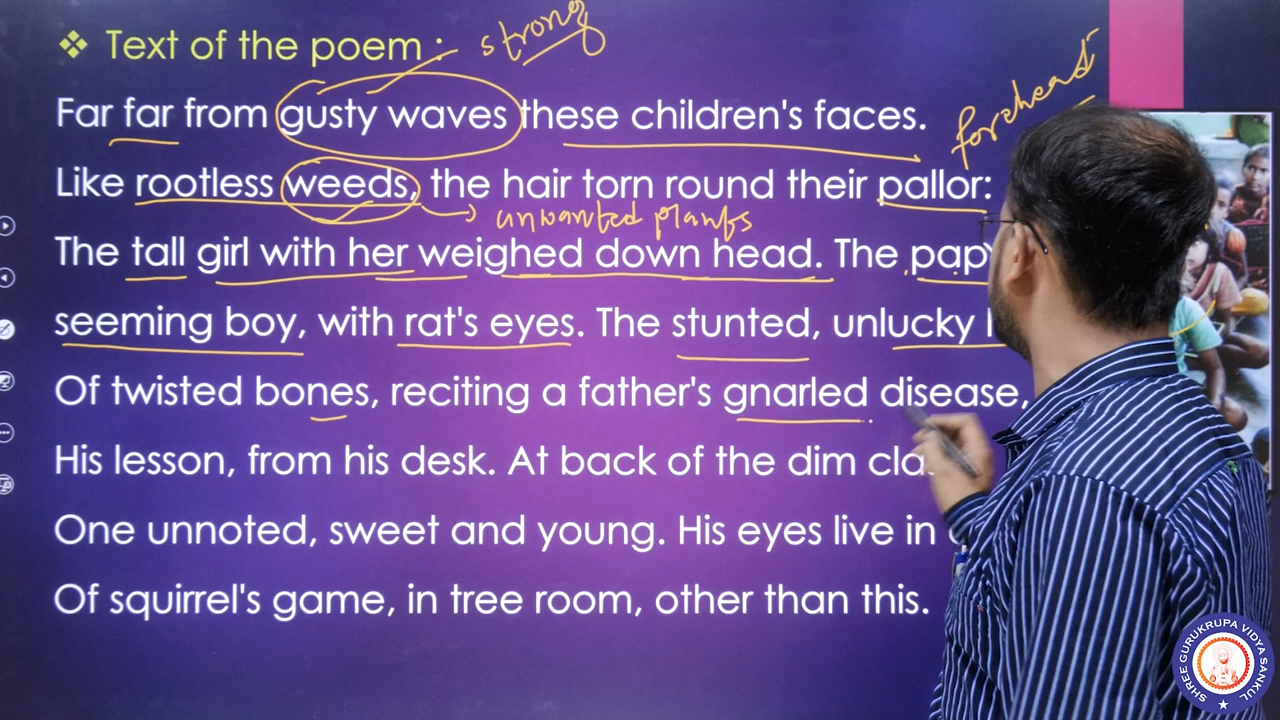 ❖ Text of the poem :
strong
Far far from gusty waves these children's faces.
forehead
Like rootless weeds, the hair torn round their pallor:
unwanted plants
The tall girl with her weighed down head. The
seeming boy, with rat's eyes. The stunted, unlucky
Of twisted bones, reciting a father's gnarled disease,
His lesson, from his desk. At back of the dim
One unnoted, sweet and young. His eyes live in
Of squirrel's game, in tree room, other than this.
SHREE GURUKRUPA VIDYA SANKUL